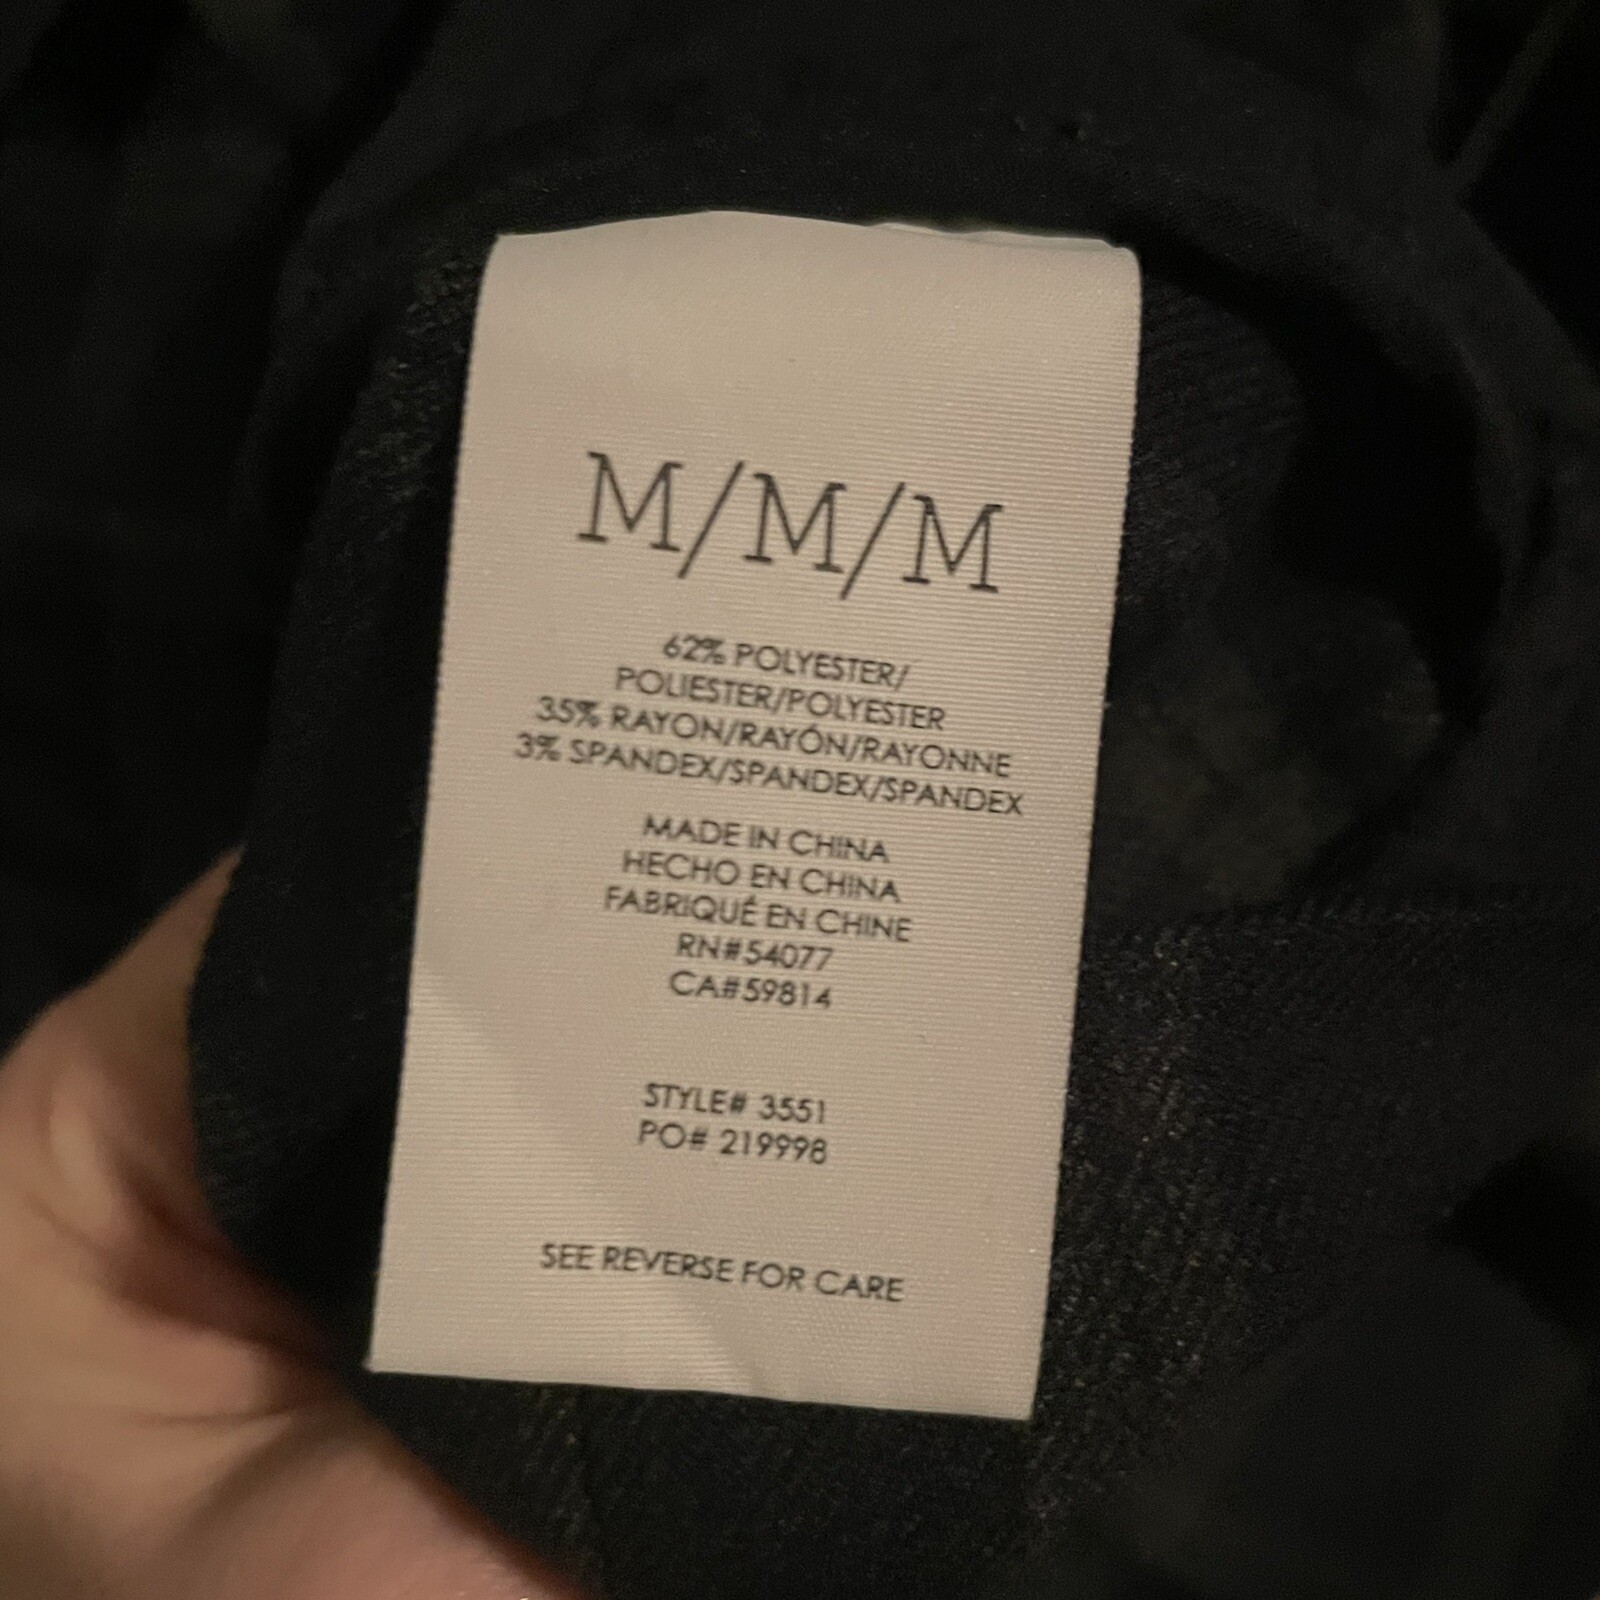 M/M/M
62% POLYESTER/
POLIESTER/POLYESTER
35% RAYON/RAYÓN/RAYONNE
3% SPANDEX/SPANDEX/SPANDEX
MADE IN CHINA
HECHO EN CHINA
FABRIQUÉ EN CHINE
RN#54077
CA#59814
STYLE# 3551
PO# 219998
SEE REVERSE FOR CARE